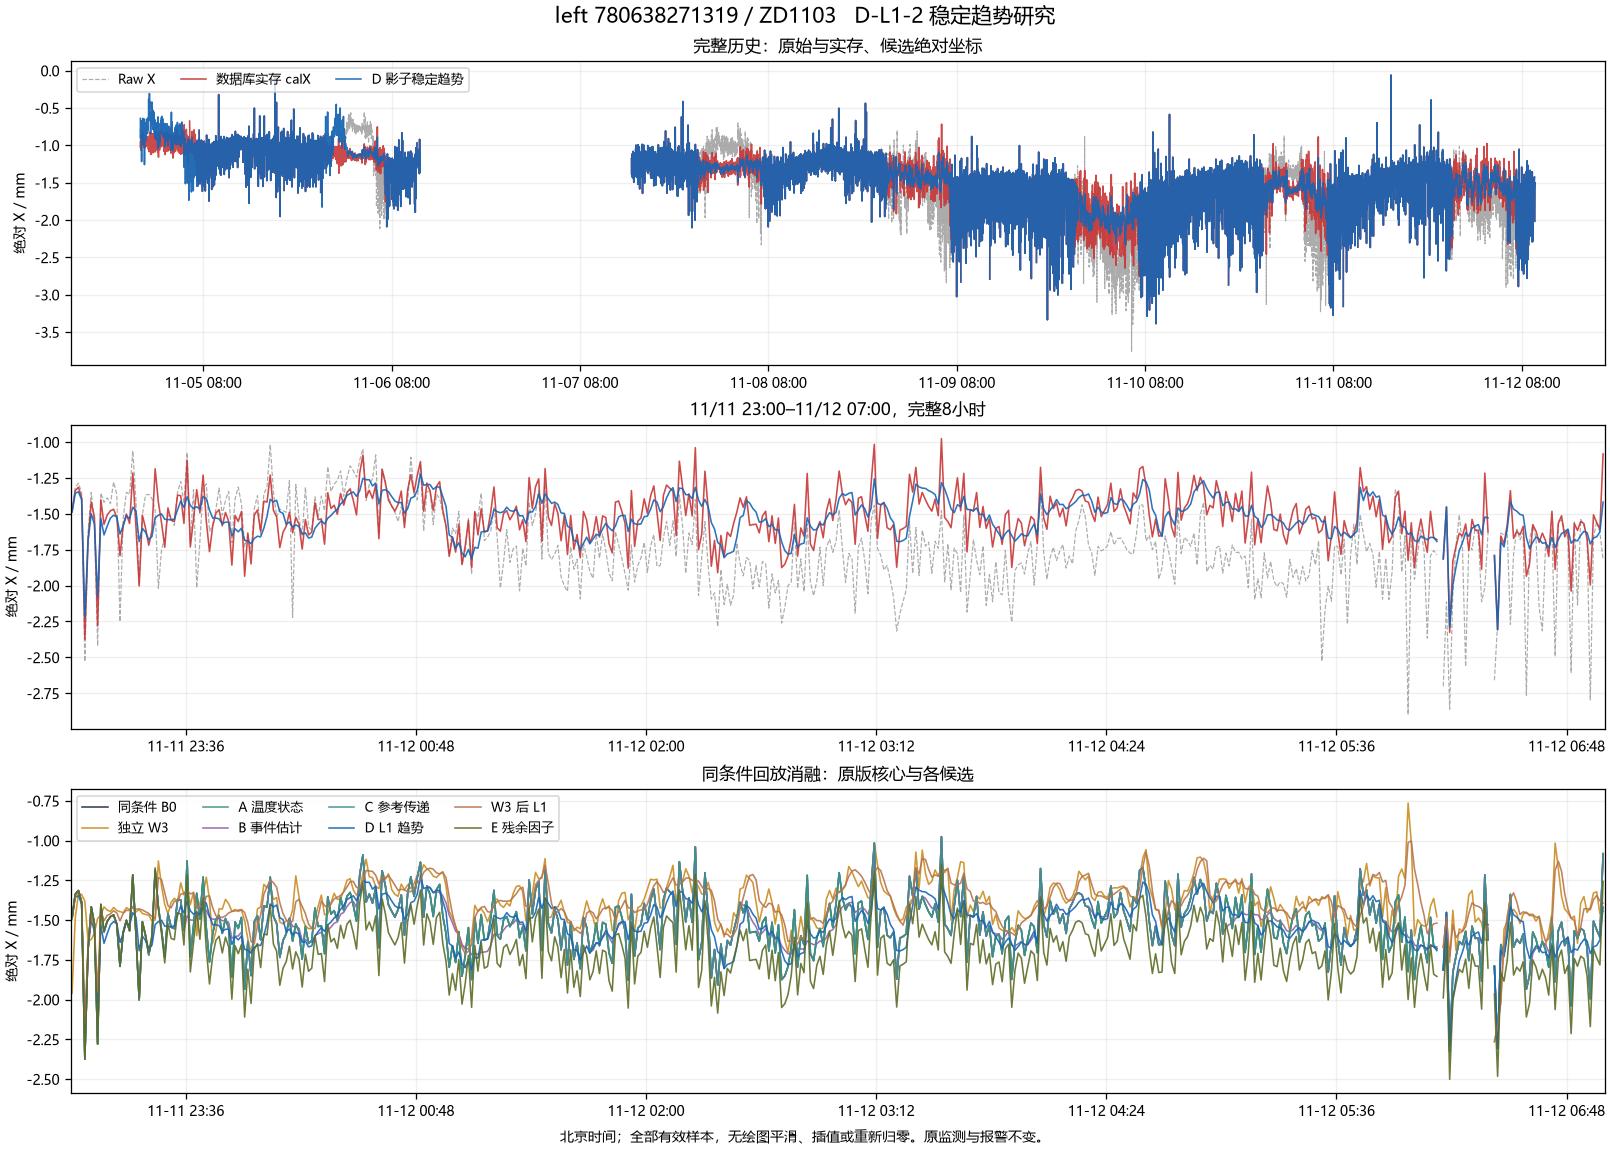 left 780638271319 / ZD1103 D-L1-2 稳定趋势研究
完整历史：原始与实存、候选绝对坐标
Raw X 数据库实存 calX D 影子稳定趋势
绝对 X / mm
0.0
-0.5
-1.0
-1.5
-2.0
-2.5
-3.0
-3.5
11-05 08:00 11-06 08:00 11-07 08:00 11-08 08:00 11-09 08:00 11-10 08:00 11-11 08:00 11-12 08:00
11/11 23:00–11/12 07:00，完整8小时
绝对 X / mm
-1.00
-1.25
-1.50
-1.75
-2.00
-2.25
-2.50
-2.75
11-11 23:36 11-12 00:48 11-12 02:00 11-12 03:12 11-12 04:24 11-12 05:36 11-12 06:48
同条件回放消融：原版核心与各候选
同条件 B0 A 温度状态 C 参考传递 W3 后 L1
独立 W3 B 事件估计 D L1 趋势 E 残余因子
绝对 X / mm
-0.75
-1.00
-1.25
-1.50
-1.75
-2.00
-2.25
-2.50
11-11 23:36 11-12 00:48 11-12 02:00 11-12 03:12 11-12 04:24 11-12 05:36 11-12 06:48
北京时间；全部有效样本，无绘图平滑、插值或重新归零。原监测与报警不变。